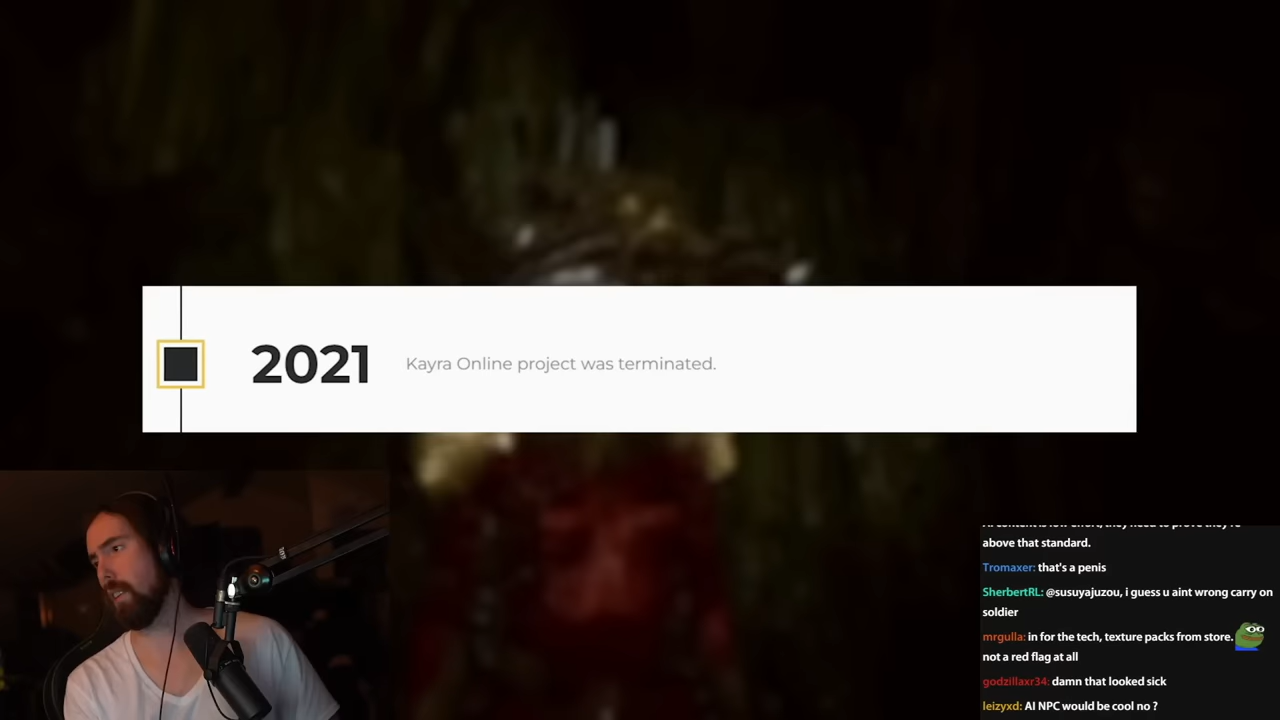 2021 Kayra Online project was terminated.
above that standard.
Tromaxer: that's a penis
SherbertRL: @susuyajuzou, i guess u aint wrong carry on
soldier
mrgulla: in for the tech, texture packs from store.
not a red flag at all
godzillaxr34: damn that looked sick
leizyxd: AI NPC would be cool no ?